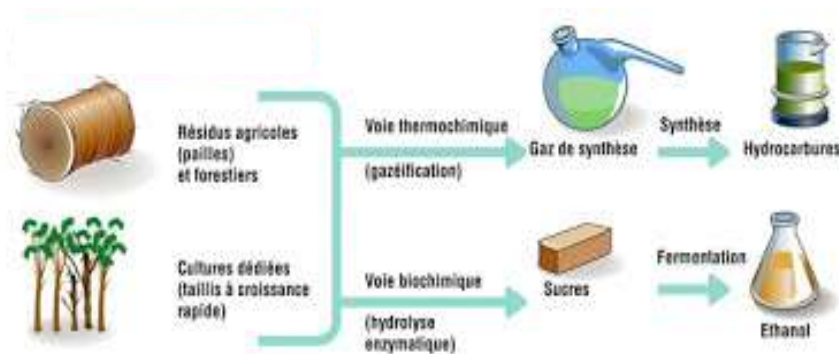 Résidus agricoles
(pailles)
et forestiers
Voie thermochimique
(gazéification)
Gaz de synthèse
Synthèse
Hydrocarbures
Cultures dédiées
(taillis à croissance
rapide)
Voie biochimique
(hydrolyse
enzymatique)
Sucres
Fermentation
Ethanol